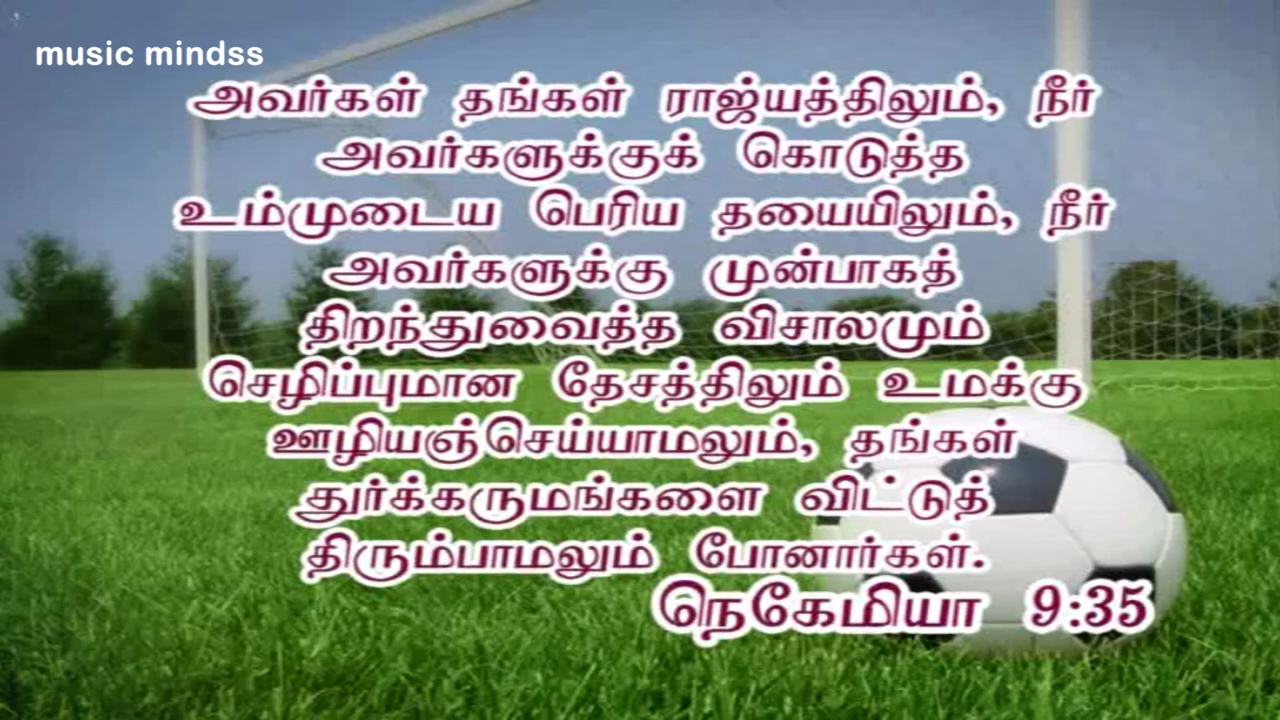 music mindss
அவர்கள் தங்கள் ராஜ்யத்திலும், நீர்
அவர்களுக்குக் கொடுத்த
உம்முடைய பெரிய தயையிலும், நீர்
அவர்களுக்கு முன்பாகத்
திறந்துவைத்த விசாலமும்
செழிப்புமான தேசத்திலும் உமக்கு
ஊழியஞ்செய்யாமலும், தங்கள்
துர்க்கருமங்களை விட்டுத்
திரும்பாமலும் போனார்கள்.
நெகேமியா 9:35